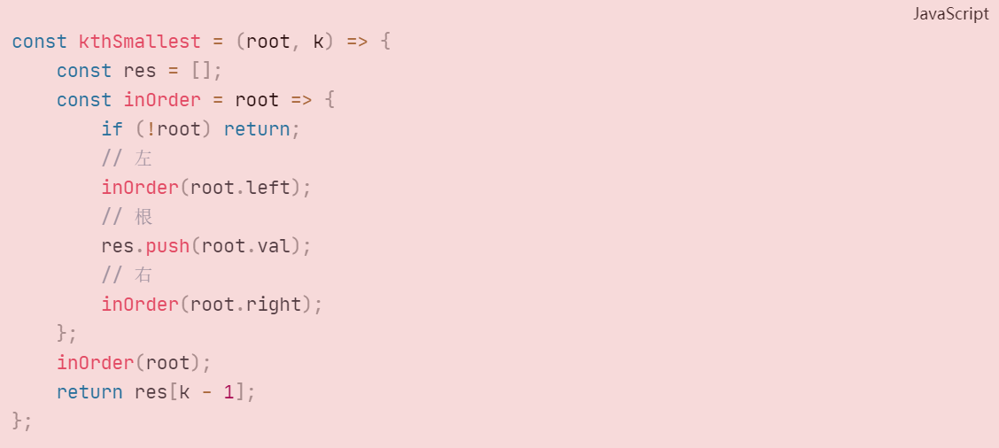 JavaScript
const kthSmallest = (root, k) => {
    const res = [];
    const inOrder = root => {
        if (!root) return;
        // 左
        inOrder(root.left);
        // 根
        res.push(root.val);
        // 右
        inOrder(root.right);
    };
    inOrder(root);
    return res[k - 1];
};